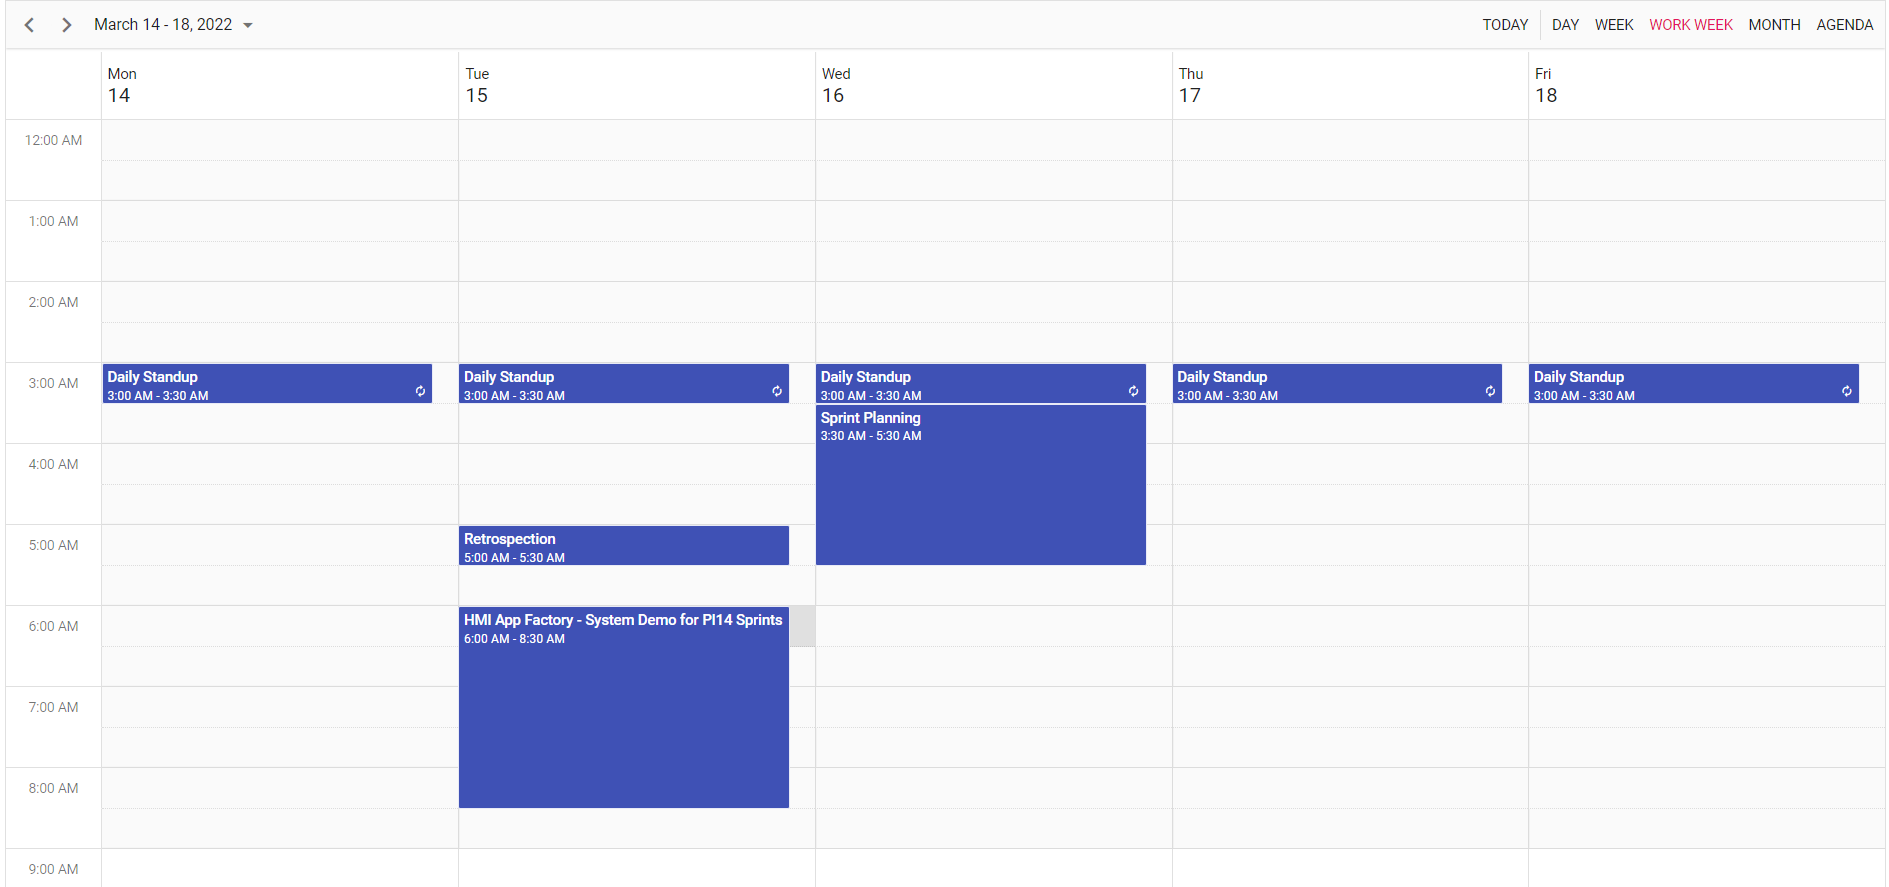 March 14 - 18, 2022
TODAY DAY WEEK WORK WEEK MONTH AGENDA
Mon Tue Wed Thu Fri
14 15 16 17 18
12:00 AM
1:00 AM
2:00 AM
3:00 AM
Daily Standup Daily Standup Daily Standup Daily Standup Daily Standup
3:00 AM - 3:30 AM 3:00 AM - 3:30 AM 3:00 AM - 3:30 AM 3:00 AM - 3:30 AM 3:00 AM - 3:30 AM
Sprint Planning
3:30 AM - 5:30 AM
4:00 AM
5:00 AM
Retrospection
5:00 AM - 5:30 AM
6:00 AM
HMI App Factory - System Demo for PI14 Sprints
6:00 AM - 8:30 AM
7:00 AM
8:00 AM
9:00 AM